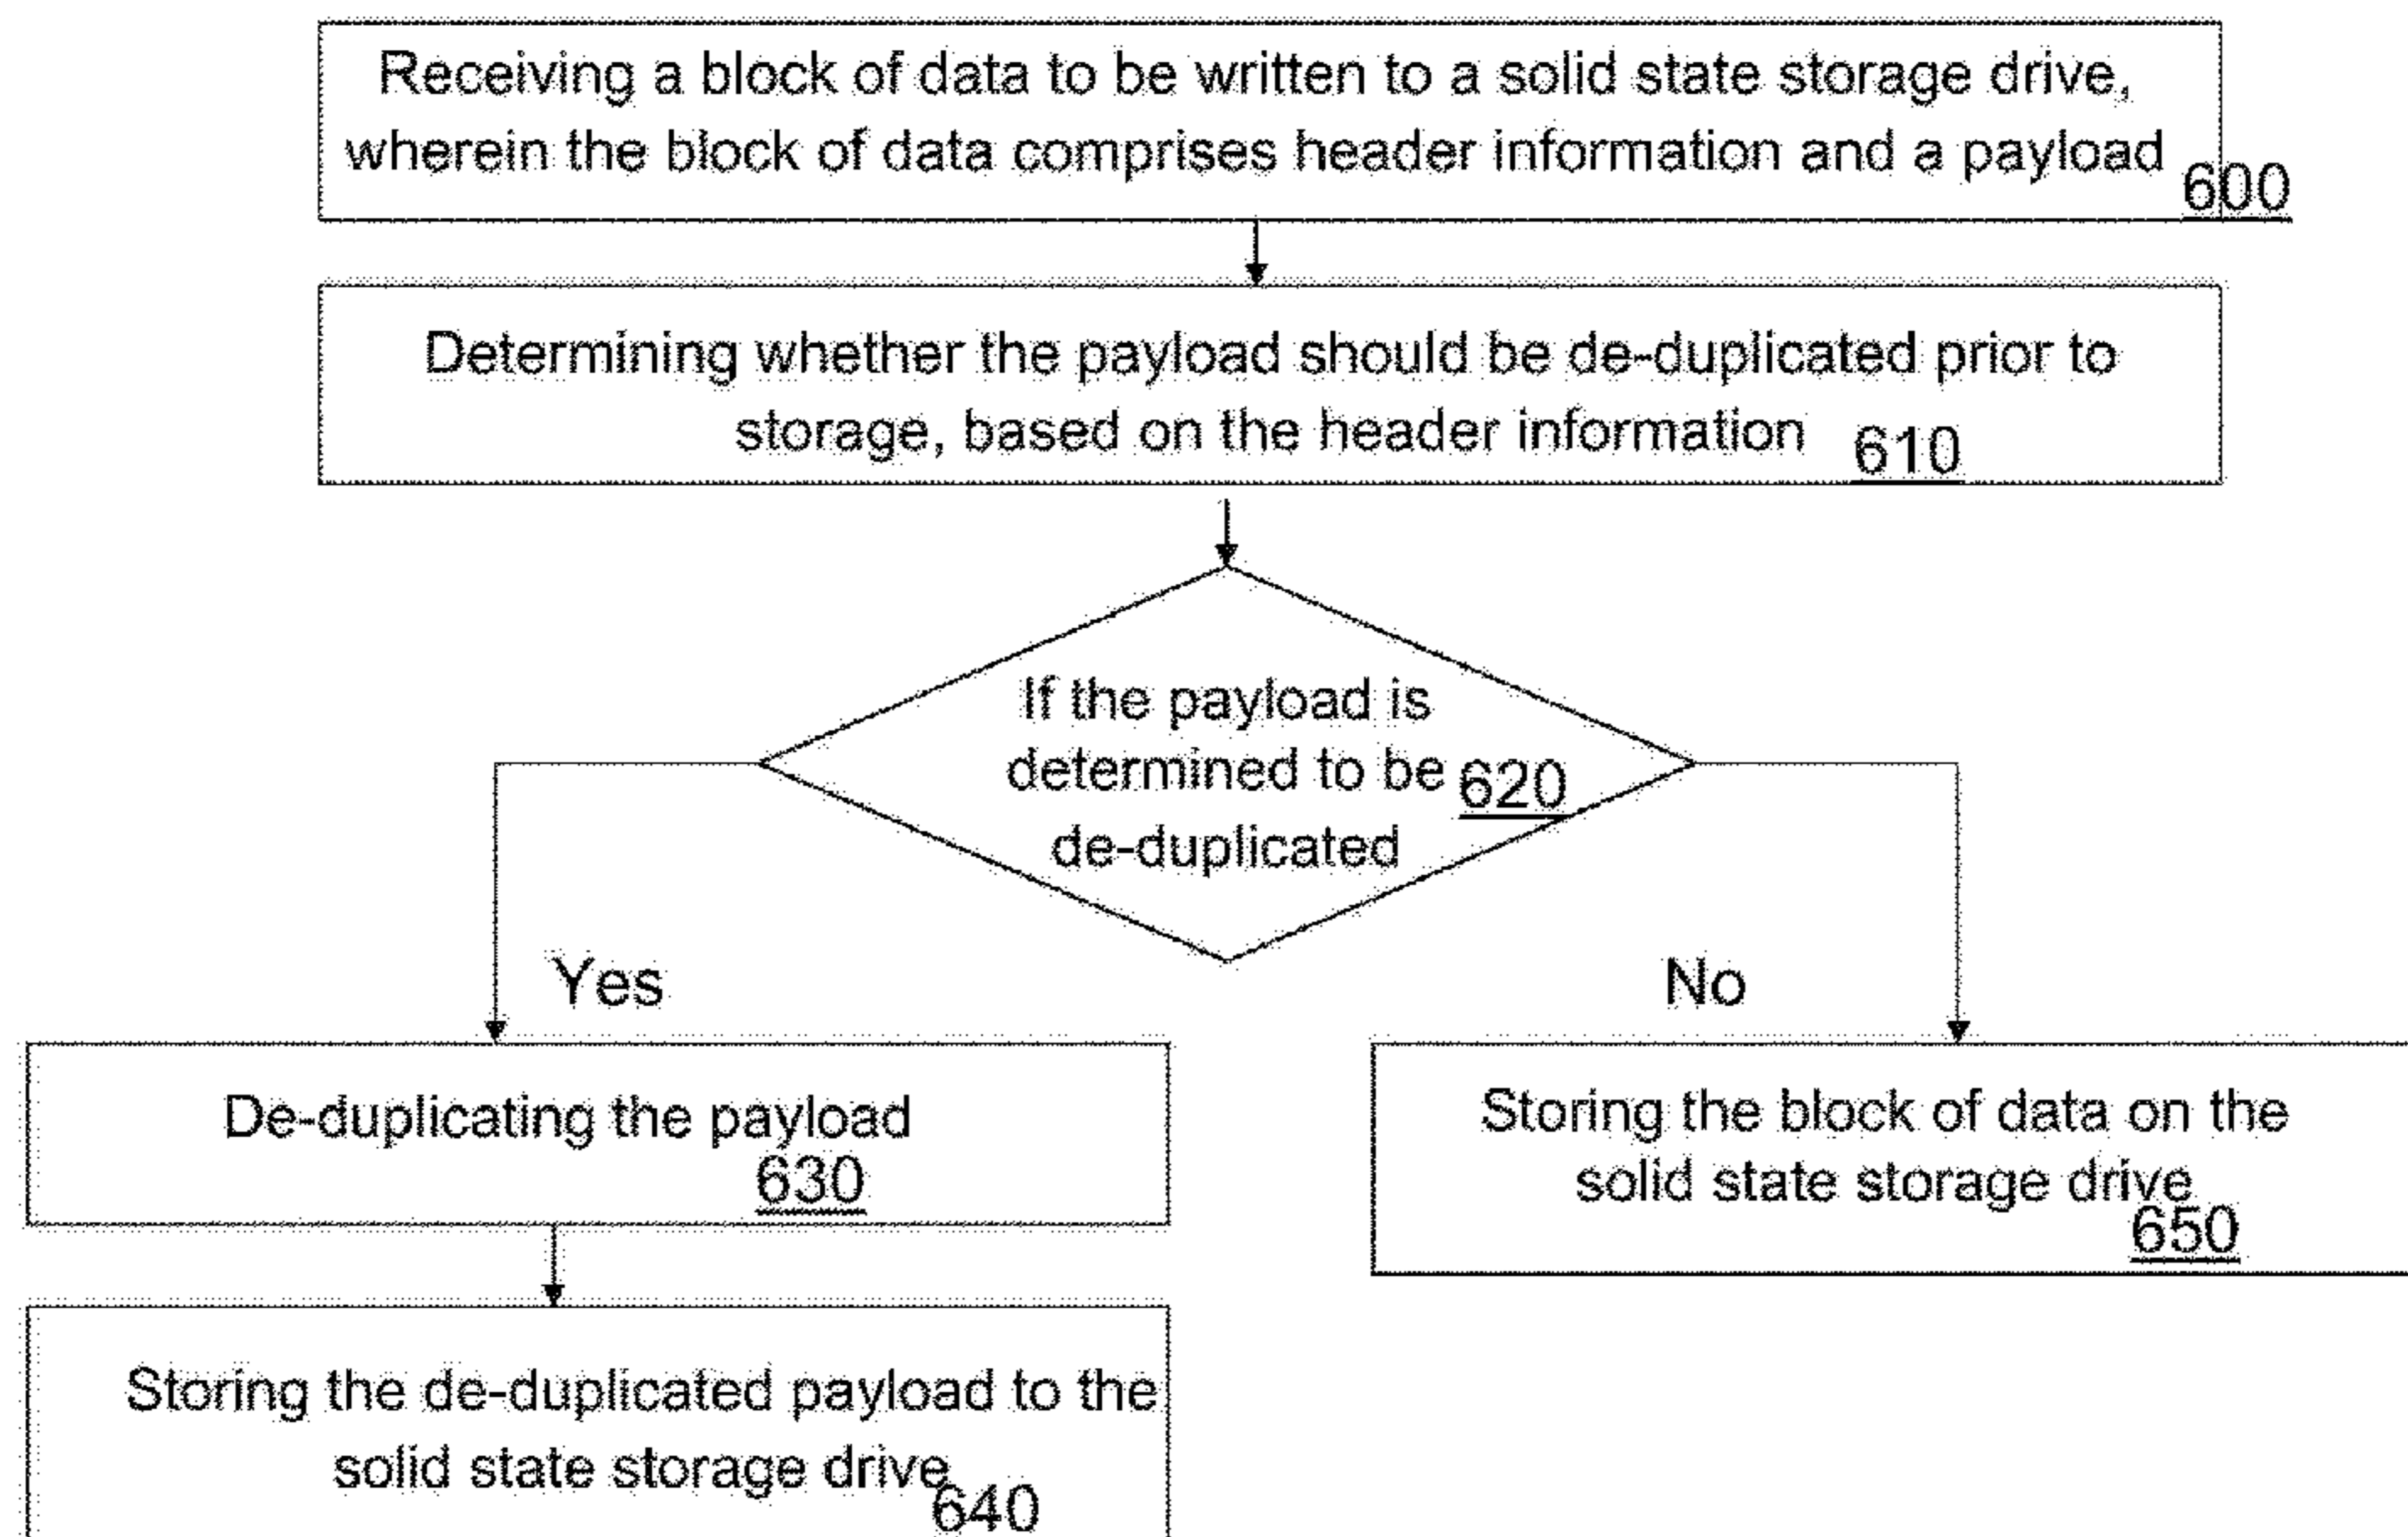 Receiving a block of data to be written to a solid state storage drive,
wherein the block of data comprises header information and a payload 600
Determining whether the payload should be de-duplicated prior to
storage, based on the header information 610
If the payload is
determined to be 620
de-duplicated
Yes
No
De-duplicating the payload
630
Storing the block of data on the
solid state storage drive
650
Storing the de-duplicated payload to the
solid state storage drive
640